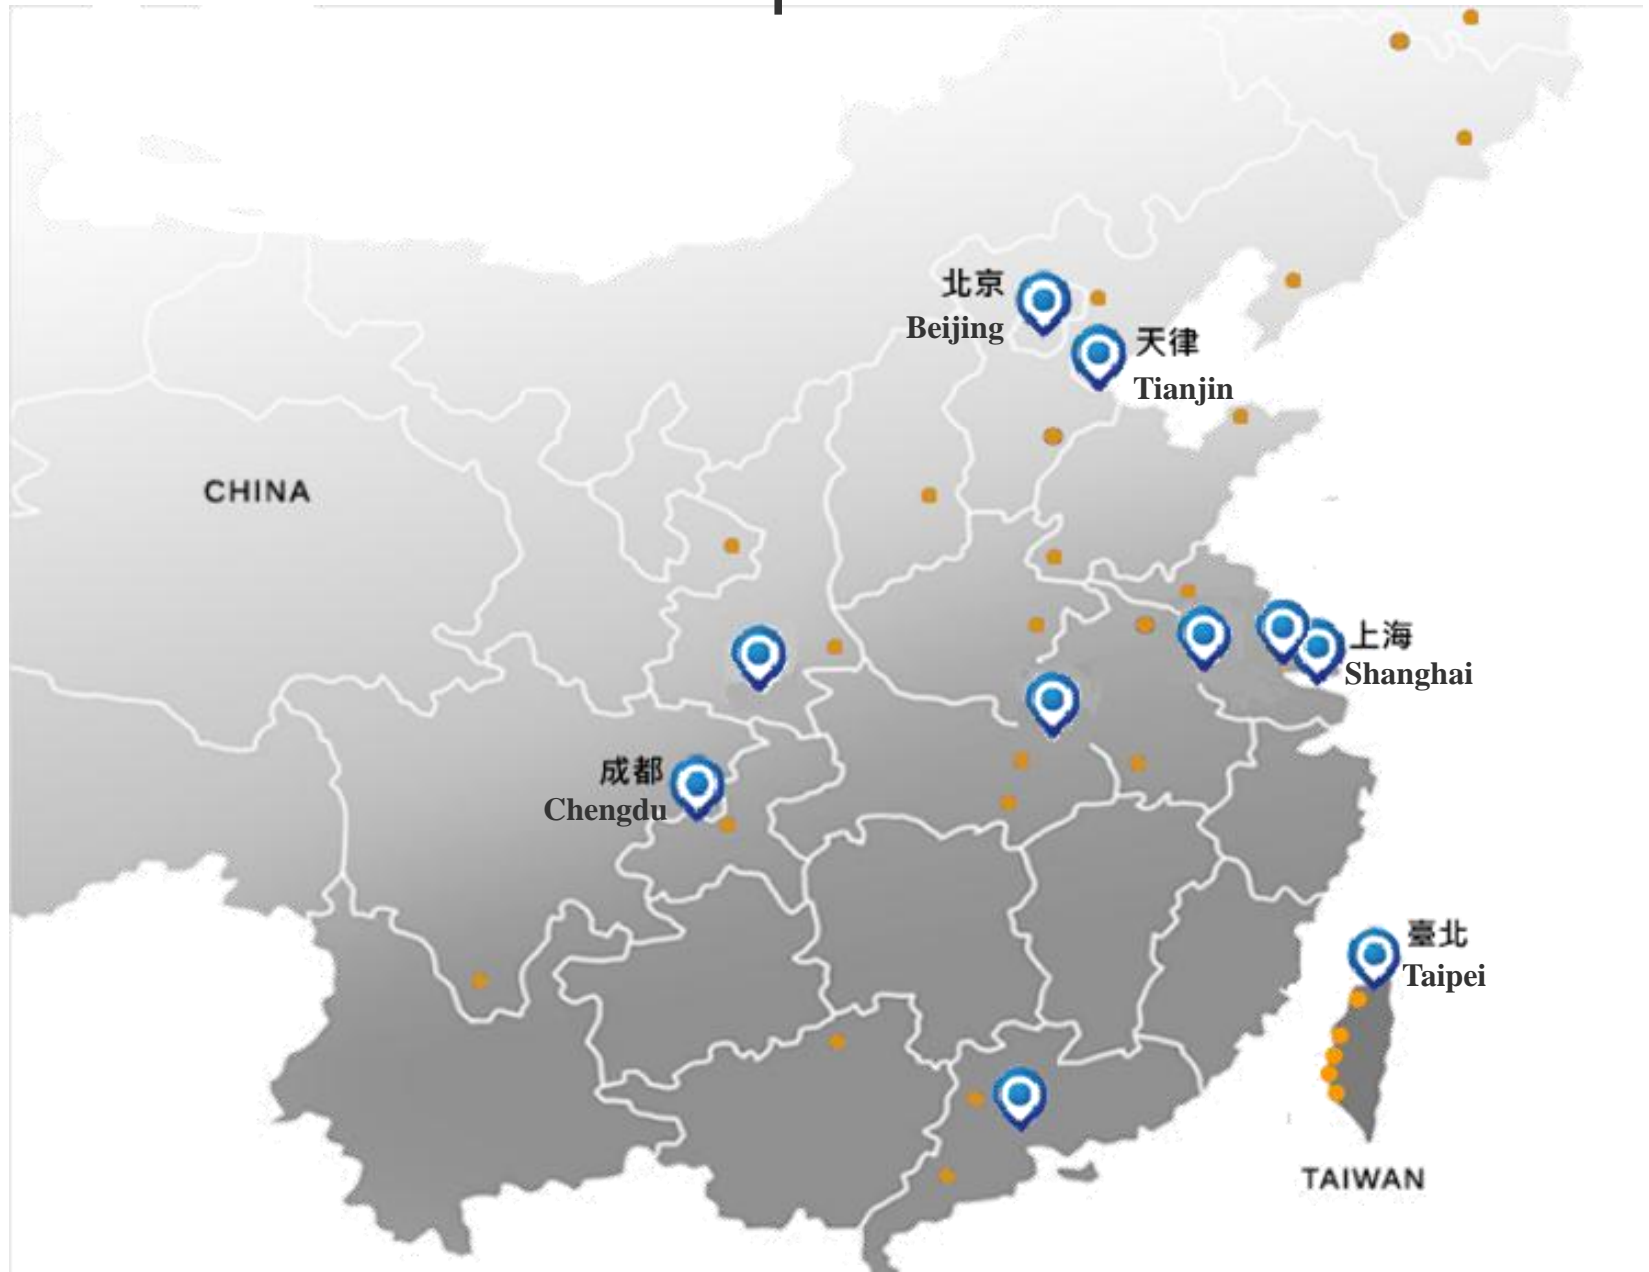 北京
Beijing
天律
Tianjin
CHINA
上海
Shanghai
成都
Chengdu
臺北
Taipei
TAIWAN